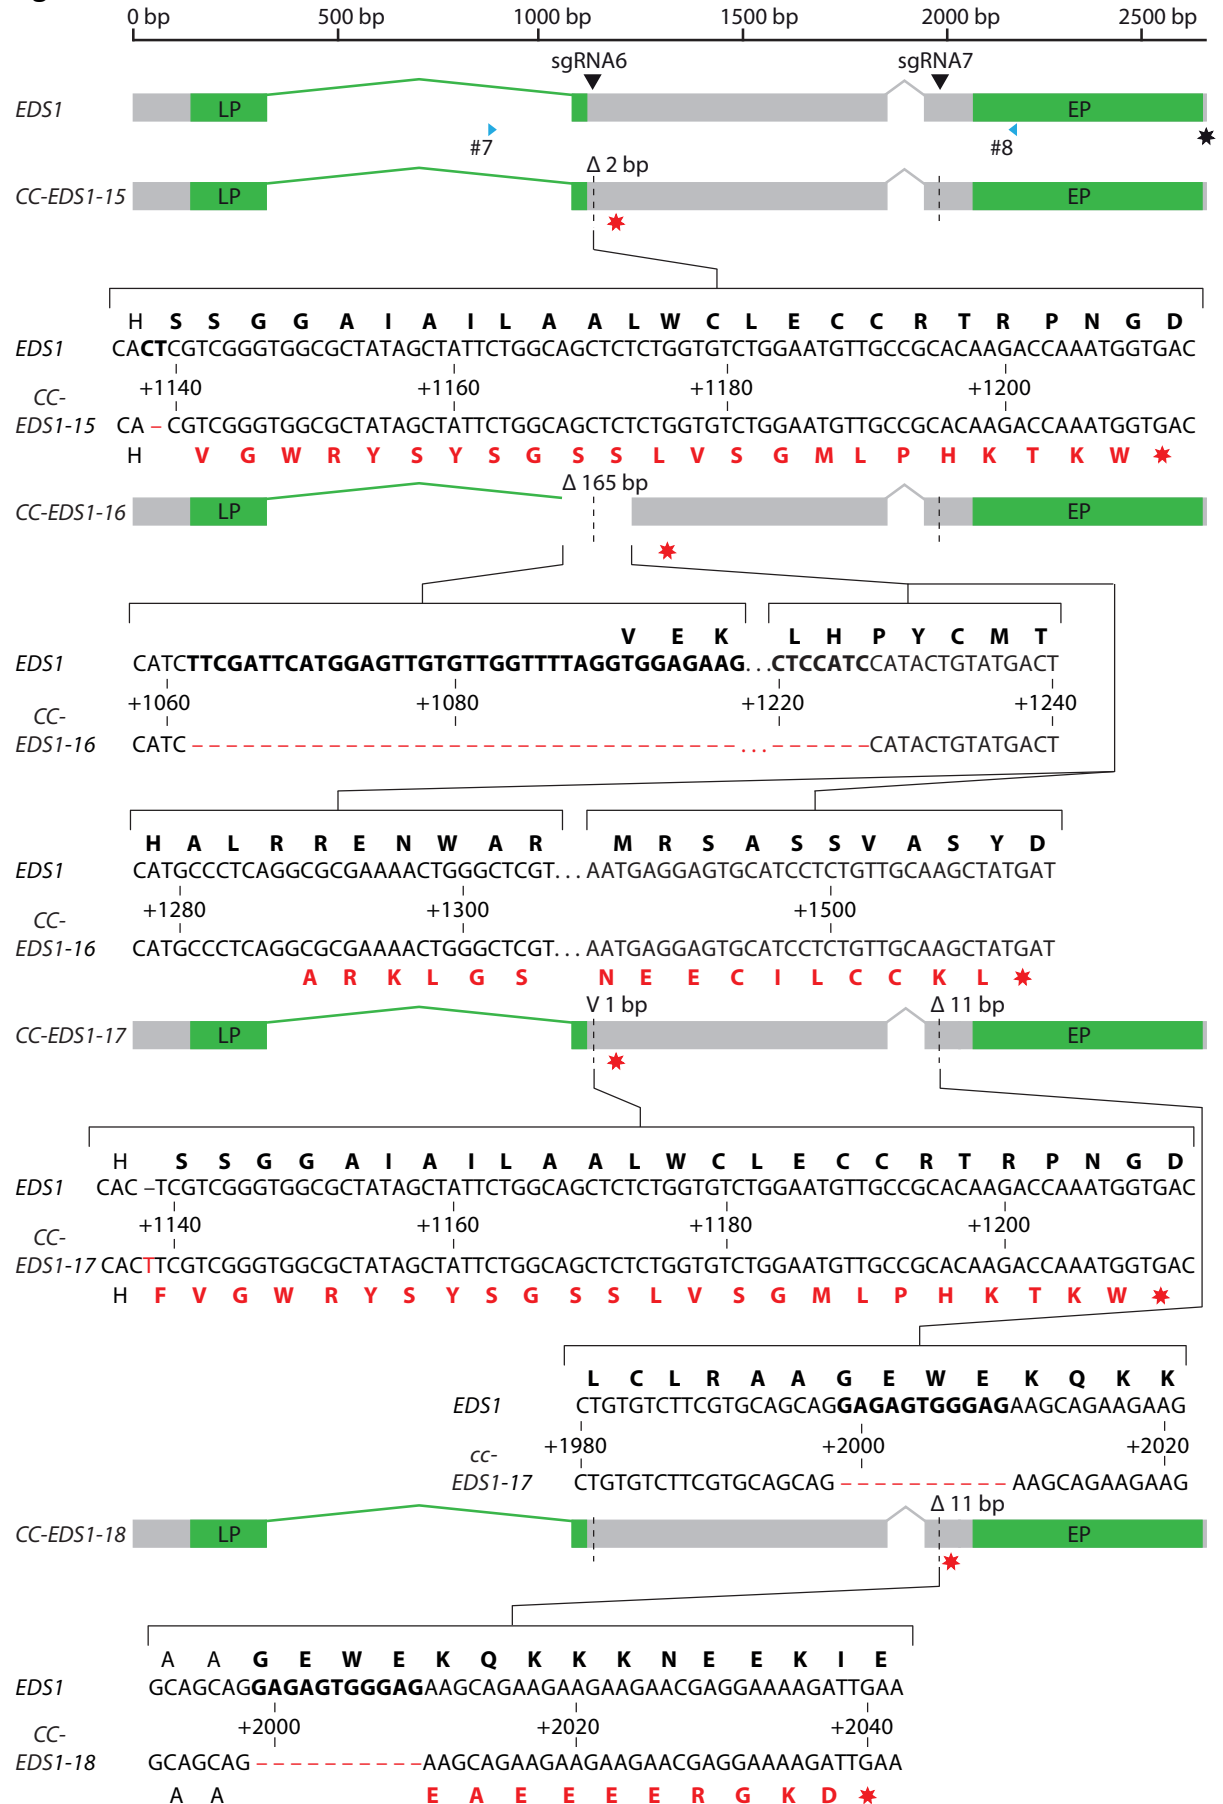 0 bp 500 bp 1000 bp 1500 bp 2000 bp 2500 bp
sgRNA6 sgRNA7
EDS1 LP EP
#7 #8
Δ 2 bp
CC-EDS1-15 LP EP
H S S G G A I A I L A A L W C L E C C R T R P N G D
EDS1 CACTCGTCGGGTGGCGCTATAGCTATTCTGGCAGCTCTCTGGTGTCTGGAATGTTGCCGCACAAGACCAAATGGTGAC
+1140 +1160 +1180 +1200
CC-
EDS1-15 CA – CGTCGGGTGGCGCTATAGCTATTCTGGCAGCTCTCTGGTGTCTGGAATGTTGCCGCACAAGACCAAATGGTGAC
H V G W R Y S Y S G S S L V S G M L P H K T K W
Δ 165 bp
CC-EDS1-16 LP EP
V E K L H P Y C M T
EDS1 CATCTTCGATTCATGGAGTTGTGTTGGTTTTAGGTGGAGAAG...CTCCATCCATACTGTATGACT
+1060 +1080 +1220 +1240
CC-
EDS1-16 CATC – – – – – – – – – – – – – – – – – – – – – – – – – – – – – – – – – – – – – – ... – – – – – – – CATACTGTATGACT
H A L R R E N W A R M R S A S S V A S Y D
EDS1 CATGCCCTCAGGCGCGAAAACTGGGCTCGT...AATGAGGAGTGCATCCTCTGTTGCAAGCTATGAT
+1280 +1300 +1500
CC-
EDS1-16 CATGCCCTCAGGCGCGAAAACTGGGCTCGT...AATGAGGAGTGCATCCTCTGTTGCAAGCTATGAT
A R K L G S N E E C I L C C K L
V 1 bp Δ 11 bp
CC-EDS1-17 LP EP
H S S G G A I A I L A A L W C L E C C R T R P N G D
EDS1 CAC –TCGTCGGGTGGCGCTATAGCTATTCTGGCAGCTCTCTGGTGTCTGGAATGTTGCCGCACAAGACCAAATGGTGAC
+1140 +1160 +1180 +1200
CC-
EDS1-17 CACTTCGTCGGGTGGCGCTATAGCTATTCTGGCAGCTCTCTGGTGTCTGGAATGTTGCCGCACAAGACCAAATGGTGAC
H F V G W R Y S Y S G S S L V S G M L P H K T K W
L C L R A A G E W E K Q K K
EDS1 CTGTGTCTTCGTGCAGCAGGAGAGTGGGAGAAGCAGAAGAAG
+1980 +2000 +2020
cc-
EDS1-17 CTGTGTCTTCGTGCAGCAG – – – – – – – – – – – AAGCAGAAGAAG
Δ 11 bp
CC-EDS1-18 LP EP
A A G E W E K Q K K K N E E K I E
EDS1 GCAGCAGGAGAGTGGGAGAAGCAGAAGAAGAAGAACGAGGAAAAGATTGAA
+2000 +2020 +2040
CC-
EDS1-18 GCAGCAG – – – – – – – – – – – AAGCAGAAGAAGAAGAACGAGGAAAAGATTGAA
A A E A E E E E R G K D